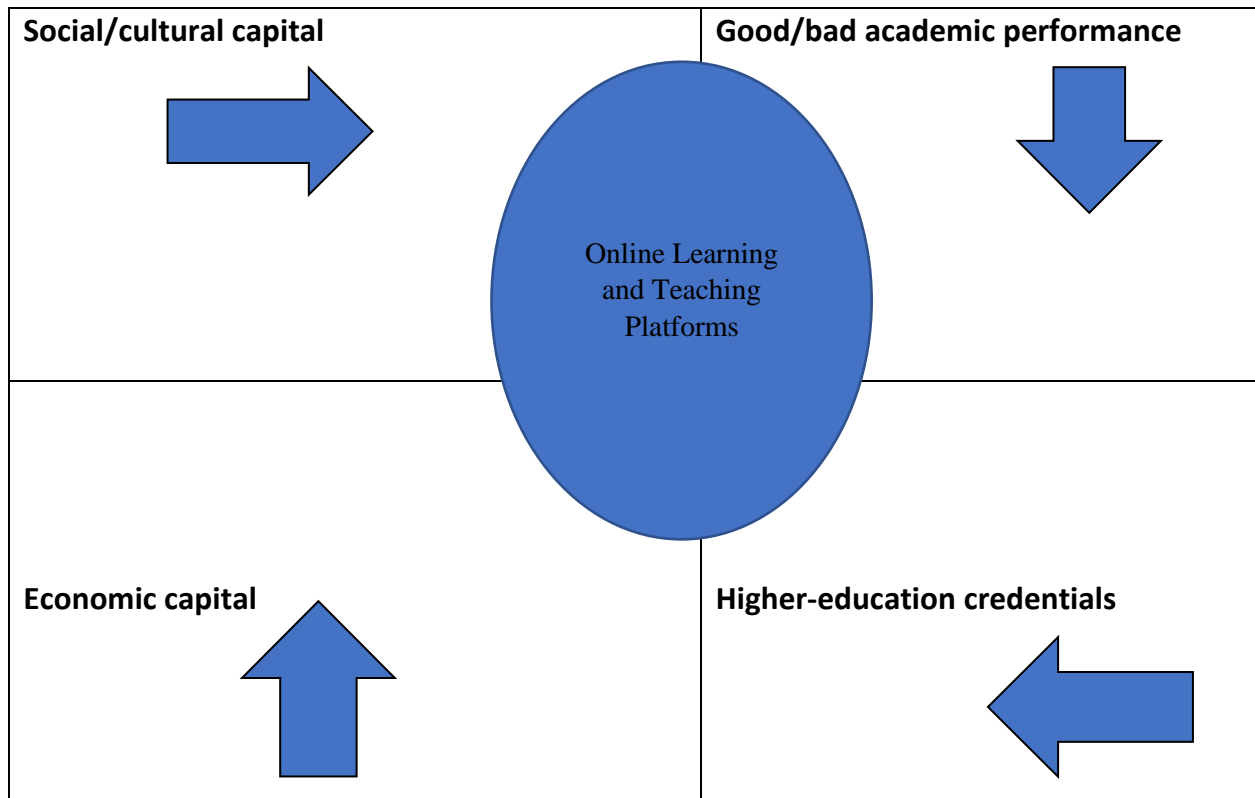 Social/cultural capital
Good/bad academic performance
Online Learning
and Teaching
Platforms
Economic capital
Higher-education credentials